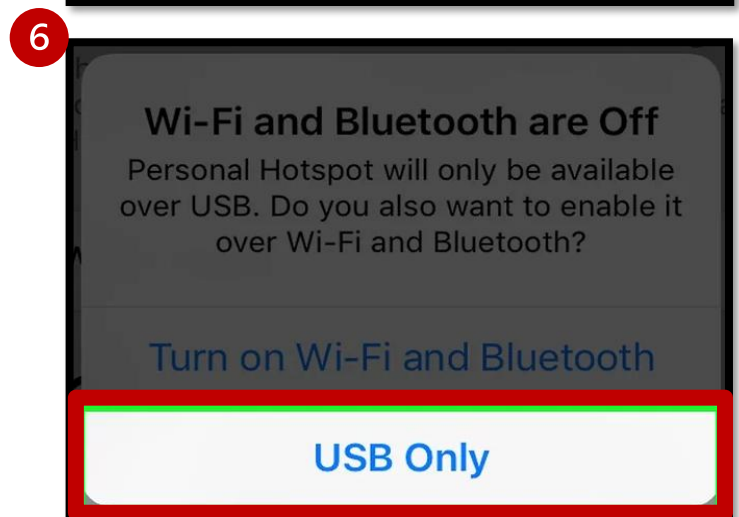 6
Wi-Fi and Bluetooth are Off
Personal Hotspot will only be available
over USB. Do you also want to enable it
over Wi-Fi and Bluetooth?
Turn on Wi-Fi and Bluetooth
USB Only